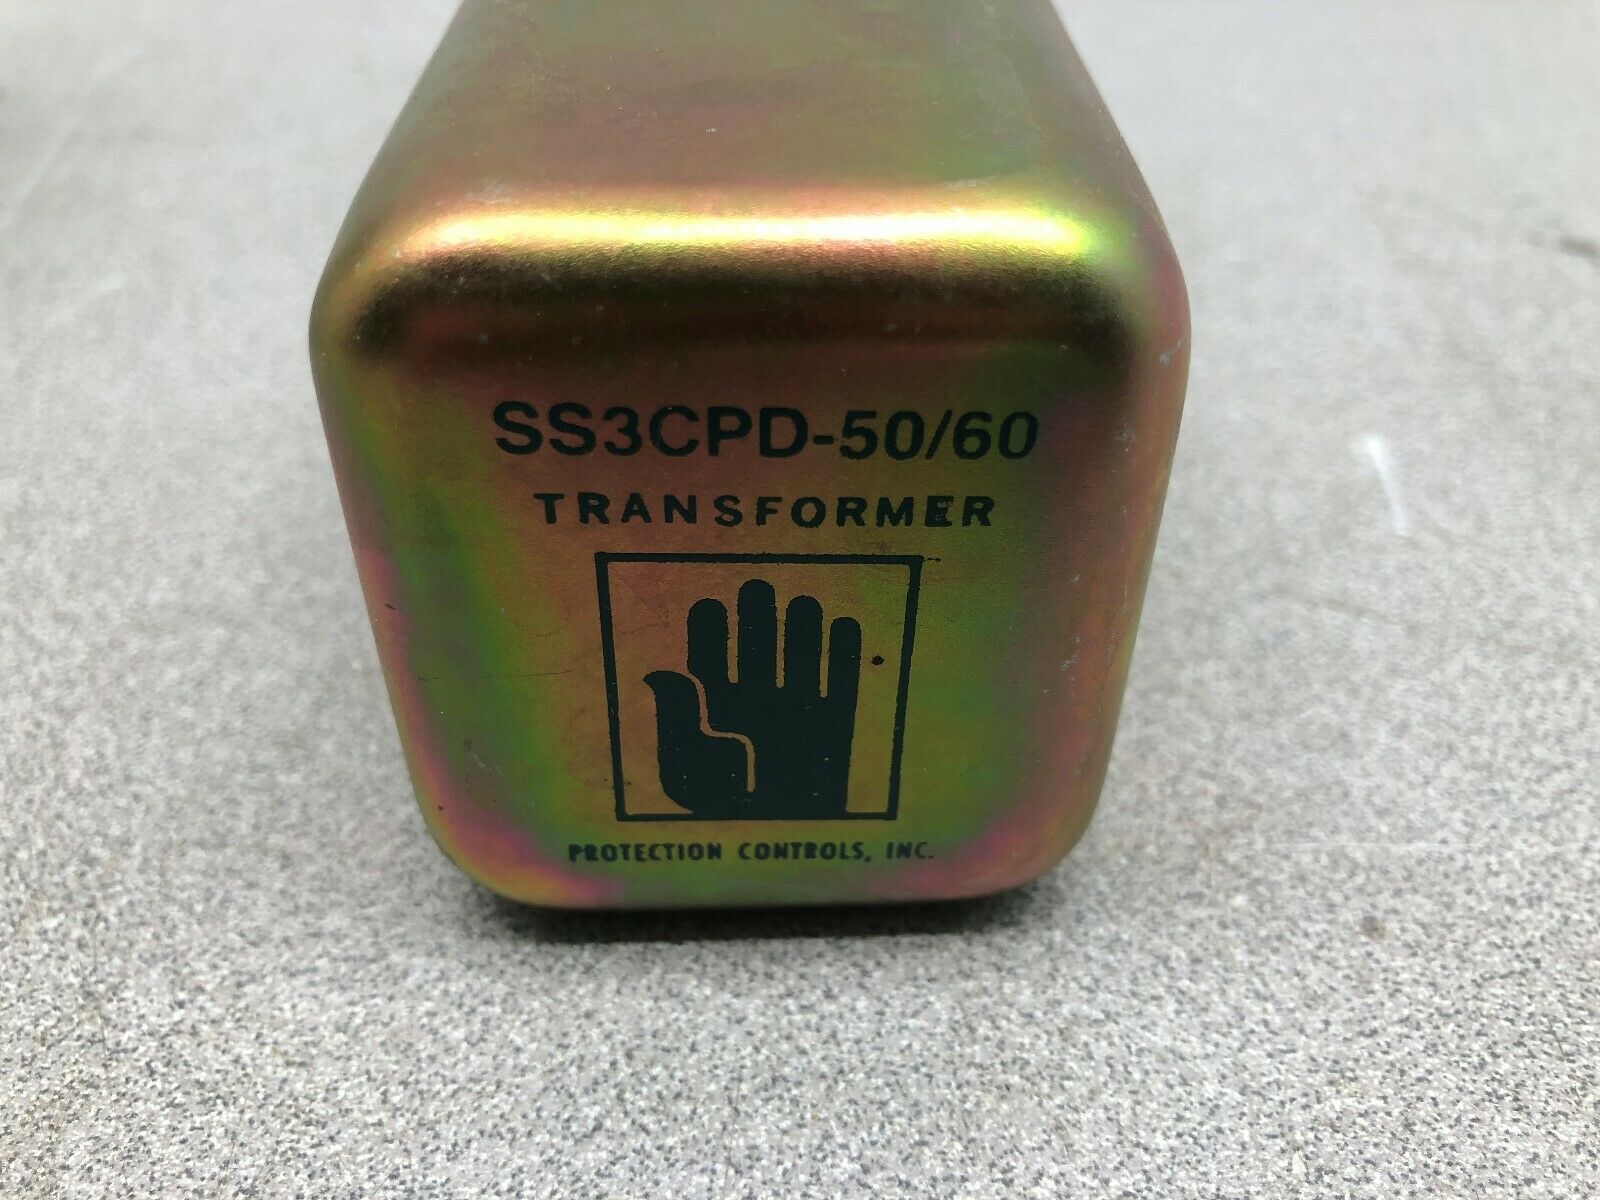 SS3CPD-50/60
TRANSFORMER
PROTECTION CONTROLS, INC.